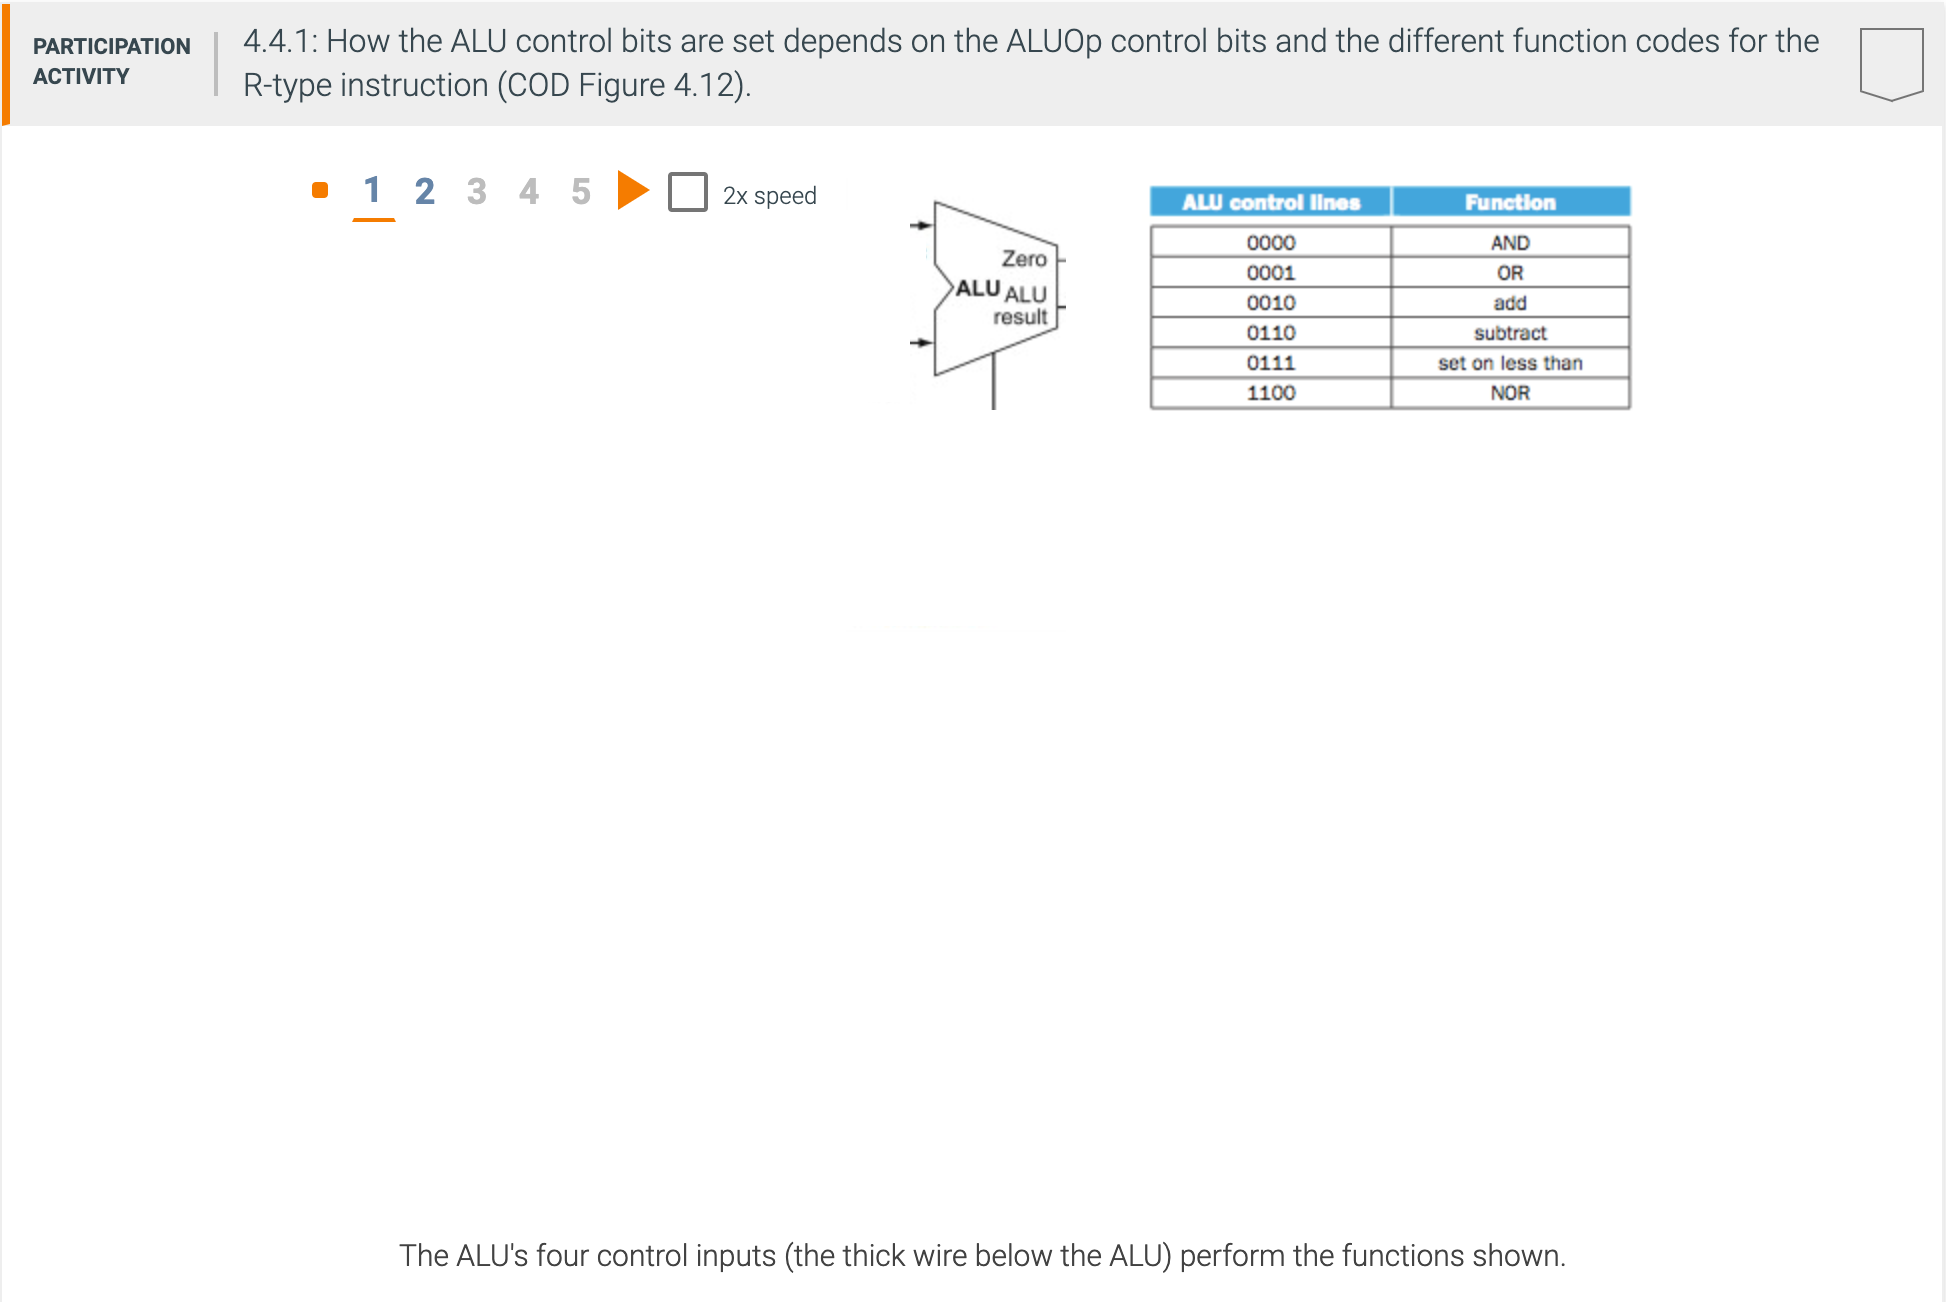 PARTICIPATION
ACTIVITY
4.4.1: How the ALU control bits are set depends on the ALUOp control bits and the different function codes for the
R-type instruction (COD Figure 4.12).
1 2 3 4 5 2x speed
Zero
ALU ALU
result
ALU control lines Function
0000 AND
0001 OR
0010 add
0110 subtract
0111 set on less than
1100 NOR
The ALU's four control inputs (the thick wire below the ALU) perform the functions shown.